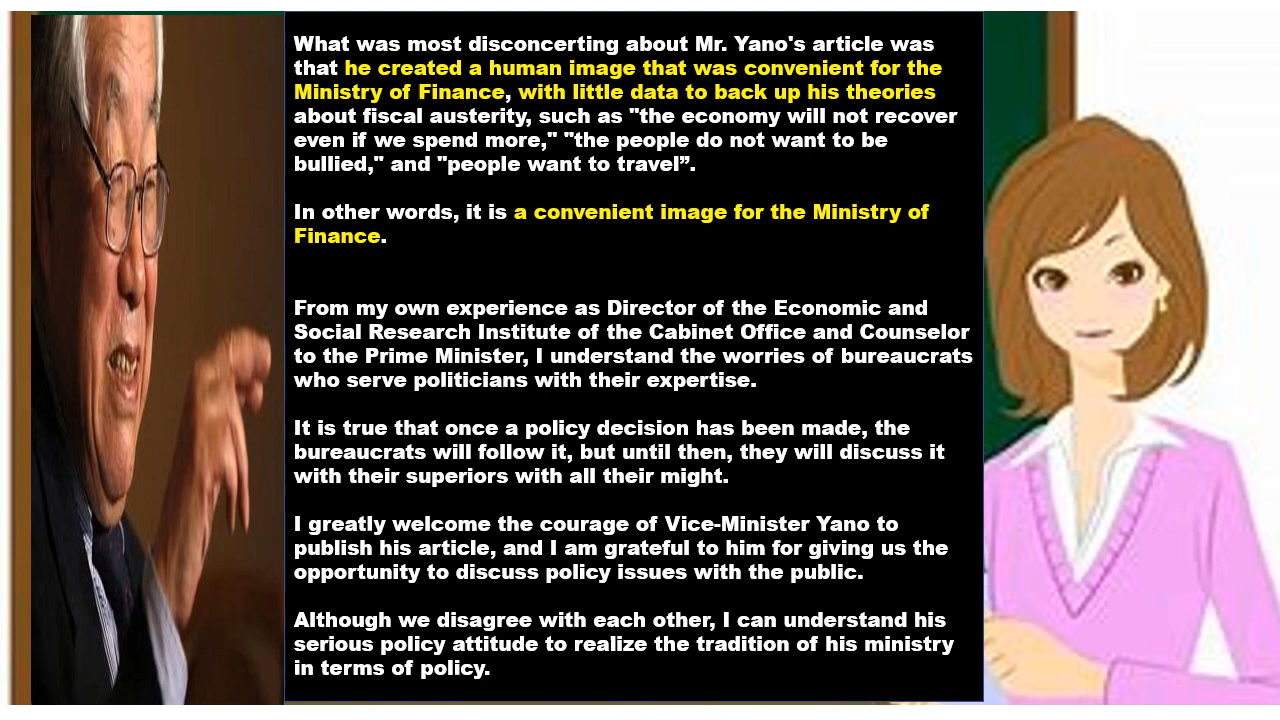 What was most disconcerting about Mr. Yano's article was
that he created a human image that was convenient for the
Ministry of Finance, with little data to back up his theories
about fiscal austerity, such as "the economy will not recover
even if we spend more," "the people do not want to be
bullied," and "people want to travel”.
In other words, it is a convenient image for the Ministry of
Finance.
From my own experience as Director of the Economic and
Social Research Institute of the Cabinet Office and Counselor
to the Prime Minister, I understand the worries of bureaucrats
who serve politicians with their expertise.
It is true that once a policy decision has been made, the
bureaucrats will follow it, but until then, they will discuss it
with their superiors with all their might.
I greatly welcome the courage of Vice-Minister Yano to
publish his article, and I am grateful to him for giving us the
opportunity to discuss policy issues with the public.
Although we disagree with each other, I can understand his
serious policy attitude to realize the tradition of his ministry
in terms of policy.